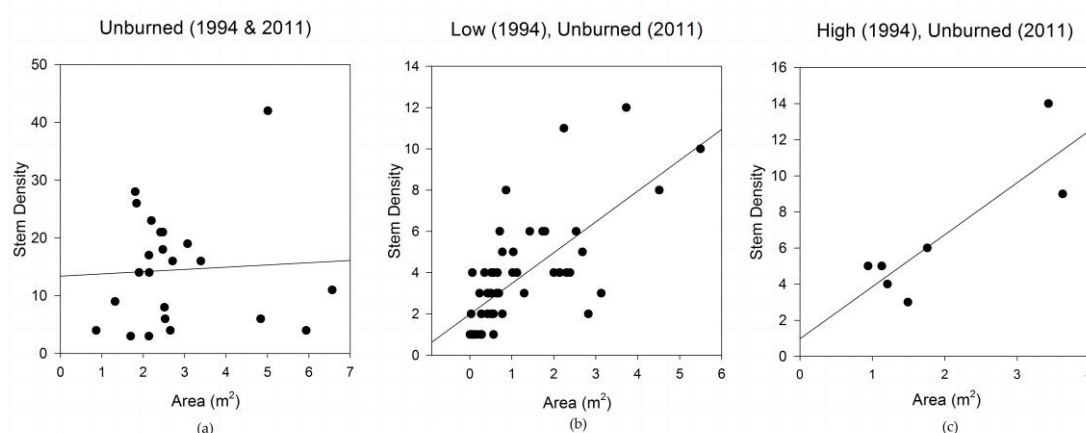 Unburned (1994 & 2011)
50
40
30
20
10
0
Stem Density
0 1 2 3 4 5 6 7
Area (m²)
(a)
Low (1994), Unburned (2011)
14
12
10
8
6
4
2
0
Stem Density
0 1 2 3 4 5 6
Area (m²)
(b)
High (1994), Unburned (2011)
16
14
12
10
8
6
4
2
0
Stem Density
0 1 2 3
Area (m²)
(c)